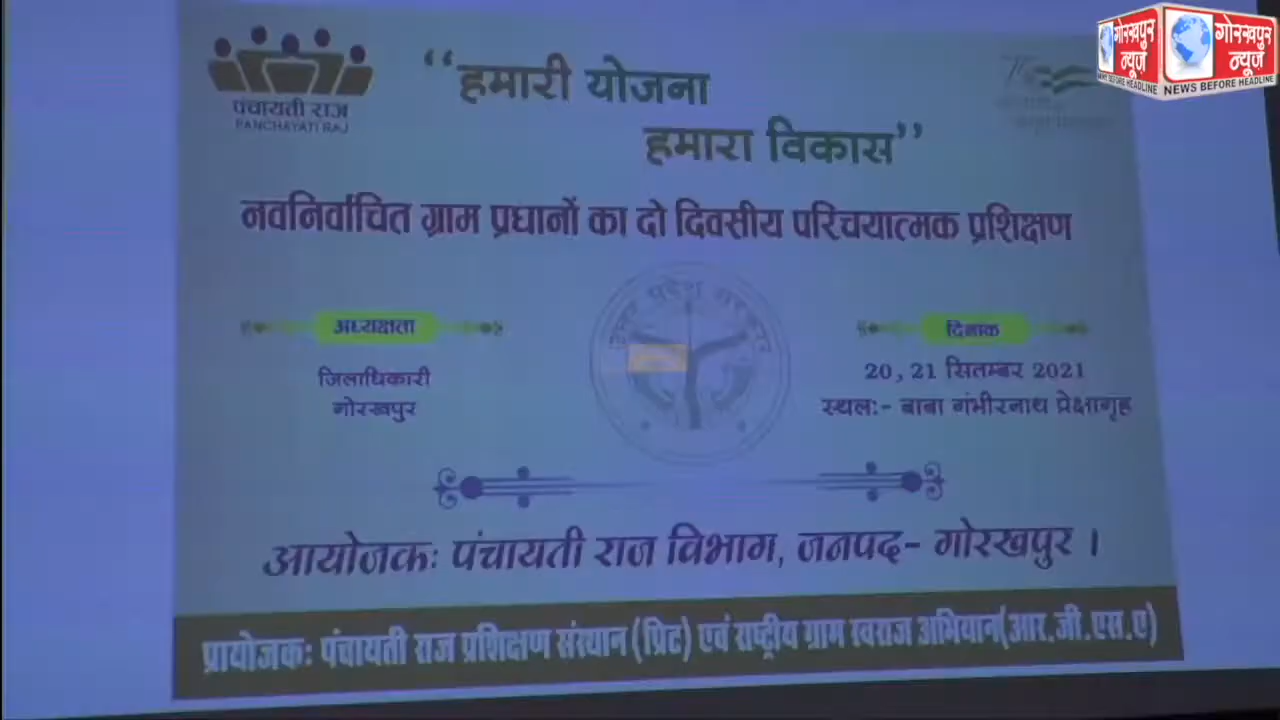 गोरखपुर
न्यूज़
गोरखपुर
न्यूज़
NEWS BEFORE HEADLINE
पंचायती राज
PANCHAYATI RAJ
“हमारी योजना
हमारा विकास”
नवनिर्वाचित ग्राम प्रधानों का दो दिवसीय परिचयात्मक प्रशिक्षण
अध्यक्षता
जिलाधिकारी
गोरखपुर
दिनाक
20, 21 सितम्बर 2021
स्थलः- बाबा गंभीरनाथ प्रेक्षागृह
आयोजकः पंचायती राज विभाग, जनपद- गोरखपुर ।
प्रायोजकः पंचायती राज प्रशिक्षण संस्थान (प्रिट) एवं राष्ट्रीय ग्राम स्वराज अभियान(आर.जी.एस.ए)